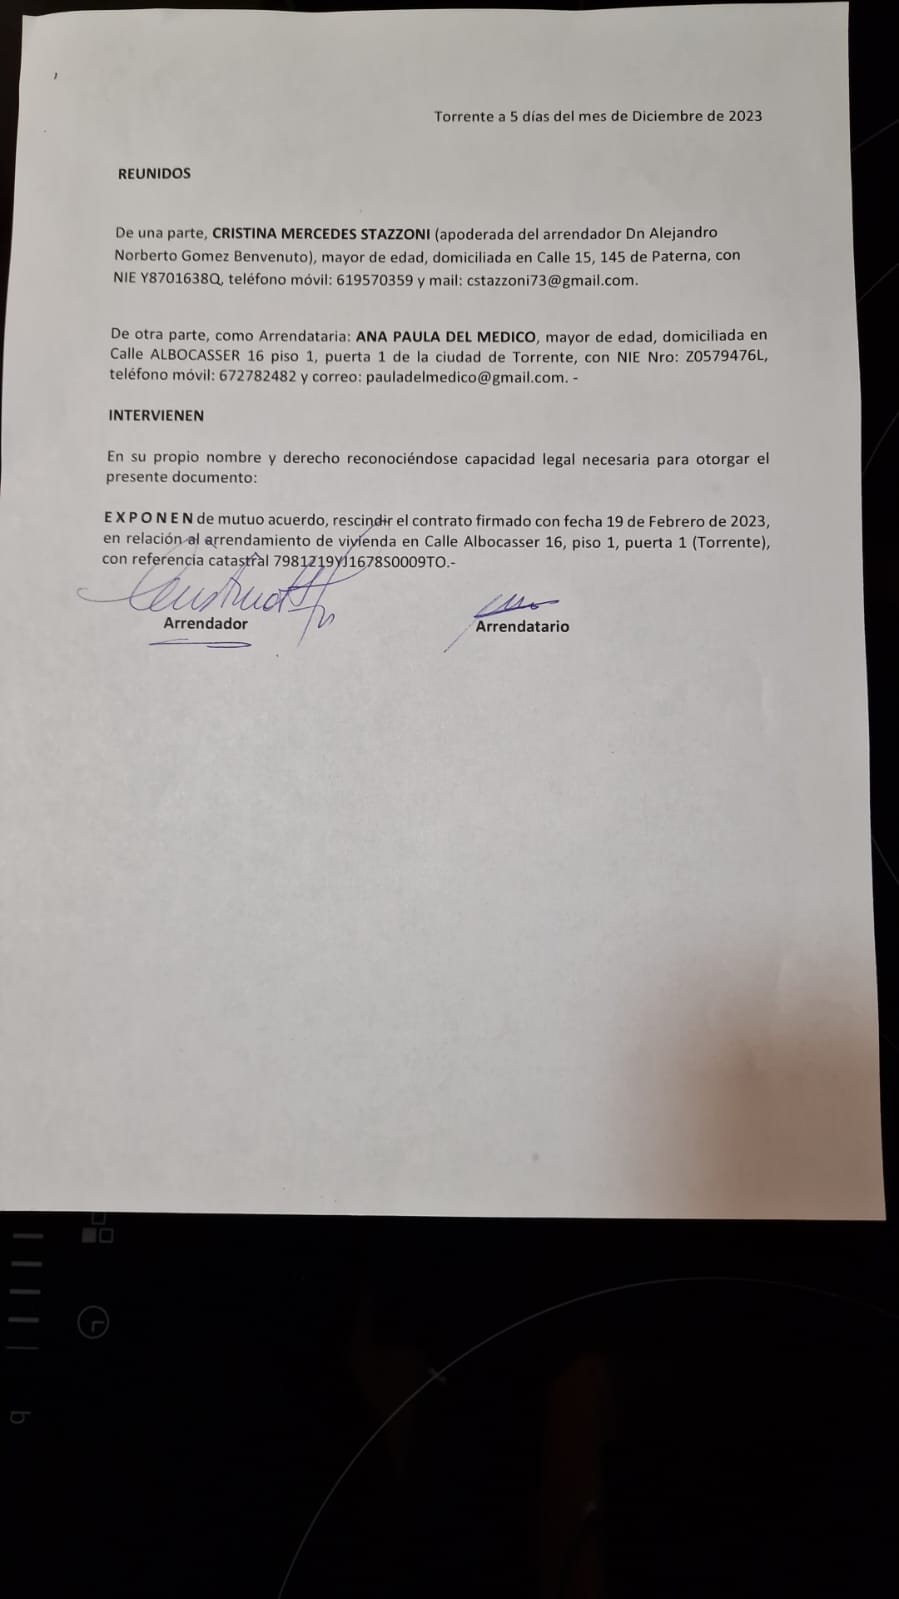 Torrente a 5 días del mes de Diciembre de 2023
REUNIDOS
De una parte, CRISTINA MERCEDES STAZZONI (apoderada del arrendador Dn Alejandro
Norberto Gomez Benvenuto), mayor de edad, domiciliada en Calle 15, 145 de Paterna, con
NIE Y8701638Q, teléfono móvil: 619570359 y mail: cstazzoni73@gmail.com.
De otra parte, como Arrendataria: ANA PAULA DEL MEDICO, mayor de edad, domiciliada en
Calle ALBOCASSER 16 piso 1, puerta 1 de la ciudad de Torrente, con NIE Nro: Z0579476L,
teléfono móvil: 672782482 y correo: pauladelmedico@gmail.com. -
INTERVIENEN
En su propio nombre y derecho reconociéndose capacidad legal necesaria para otorgar el
presente documento:
E X P O N E N de mutuo acuerdo, rescindir el contrato firmado con fecha 19 de Febrero de 2023,
en relación al arrendamiento de vivienda en Calle Albocasser 16, piso 1, puerta 1 (Torrente),
con referencia catastral 7981219YJ1678S0009TO.-
Arrendador
Arrendatario